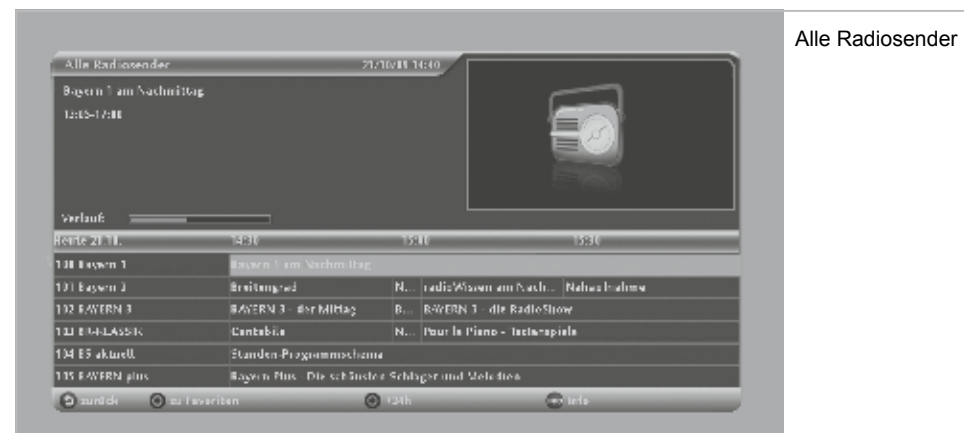 Alle Radiosender
Alle Radiosender 21/10/09 14:40
Bayern 1 am Nachmittag
13:05-17:00
Verlauf:
Heute 21.10. 14:30 15:00 15:30
100 Bayern 1 Bayern 1 am Nachmittag
101 Bayern 2 Breitengrad N... radioWissen am Nach... Nahaufnahme
102 BAYERN 3 BAYERN 3 - der Mittag B... BAYERN 3 - die RadioShow
103 BR-KLASSIK Cantabile N... Pour le Piano - Tastenspiele
104 B5 aktuell Stunden-Programmschema
105 BAYERN plus Bayern Plus - Die schönsten Schlager und Melodien
zurück zu Favoriten +24h Info